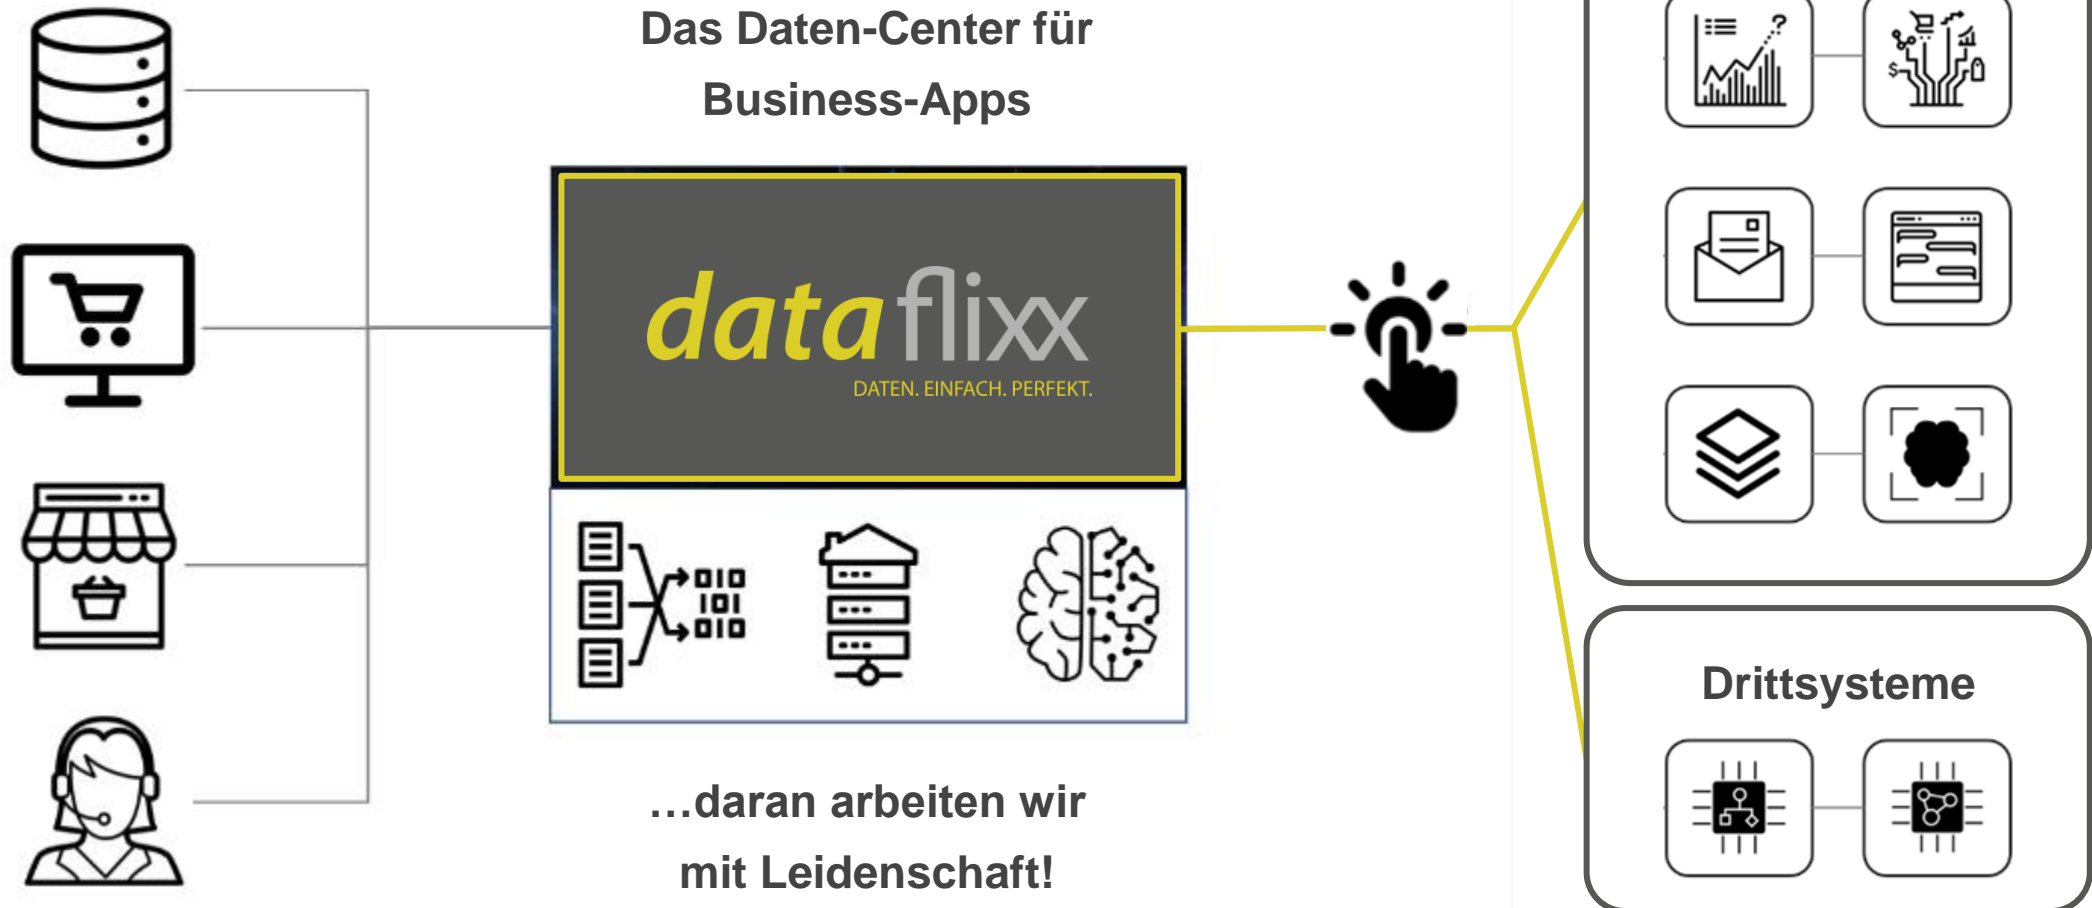 Das Daten-Center für
Business-Apps
dataflixx
DATEN. EINFACH. PERFEKT.
…daran arbeiten wir
mit Leidenschaft!
Drittsysteme